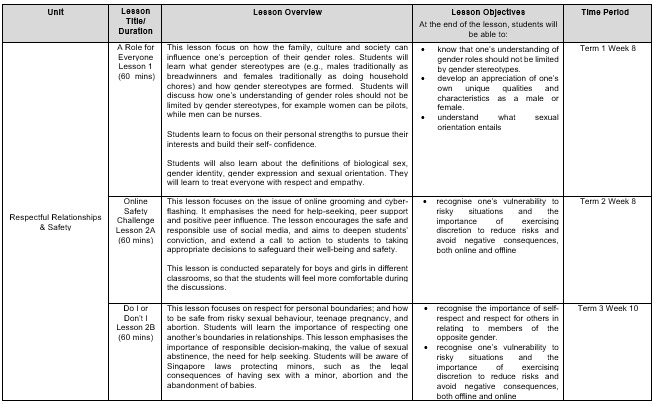 Unit
Lesson
Title/
Duration
Lesson Overview
Lesson Objectives
At the end of the lesson, students will
be able to:
Time Period
Respectful Relationships
& Safety
A Role for
Everyone
Lesson 1
(60 mins)
This lesson focus on how the family, culture and society can
influence one's perception of their gender roles. Students will
learn what gender stereotypes are (e.g., males traditionally as
breadwinners and females traditionally as doing household
chores) and how gender stereotypes are formed. Students will
discuss how one's understanding of gender roles should not be
limited by gender stereotypes, for example women can be pilots,
while men can be nurses.
Students learn to focus on their personal strengths to pursue their
interests and build their self- confidence.
Students will also learn about the definitions of biological sex,
gender identity, gender expression and sexual orientation. They
will learn to treat everyone with respect and empathy.
• know that one's understanding of
gender roles should not be limited
by gender stereotypes.
• develop an appreciation of one's
own unique qualities and
characteristics as a male or
female.
• understand what sexual
orientation entails
Term 1 Week 8
Online
Safety
Challenge
Lesson 2A
(60 mins)
This lesson focuses on the issue of online grooming and cyber-
flashing. It emphasises the need for help-seeking, peer support
and positive peer influence. The lesson encourages the safe and
responsible use of social media, and aims to deepen students'
conviction, and extend a call to action to students to taking
appropriate decisions to safeguard their well-being and safety.
This lesson is conducted separately for boys and girls in different
classrooms, so that the students will feel more comfortable during
the discussions.
• recognise one's vulnerability to
risky situations and the
importance of exercising
discretion to reduce risks and
avoid negative consequences,
both online and offline
Term 2 Week 8
Do I or
Don't I
Lesson 2B
(60 mins)
This lesson focuses on respect for personal boundaries; and how
to be safe from risky sexual behaviour, teenage pregnancy, and
abortion. Students will learn the importance of respecting one
another's boundaries in relationships. This lesson emphasises the
importance of responsible decision-making, the value of sexual
abstinence, the need for help seeking. Students will be aware of
Singapore laws protecting minors, such as the legal
consequences of having sex with a minor, abortion and the
abandonment of babies.
• recognise the importance of self-
respect and respect for others in
relating to members of the
opposite gender.
• recognise one's vulnerability to
risky situations and the
importance of exercising
discretion to reduce risks and
avoid negative consequences,
both online and offline
Term 3 Week 10